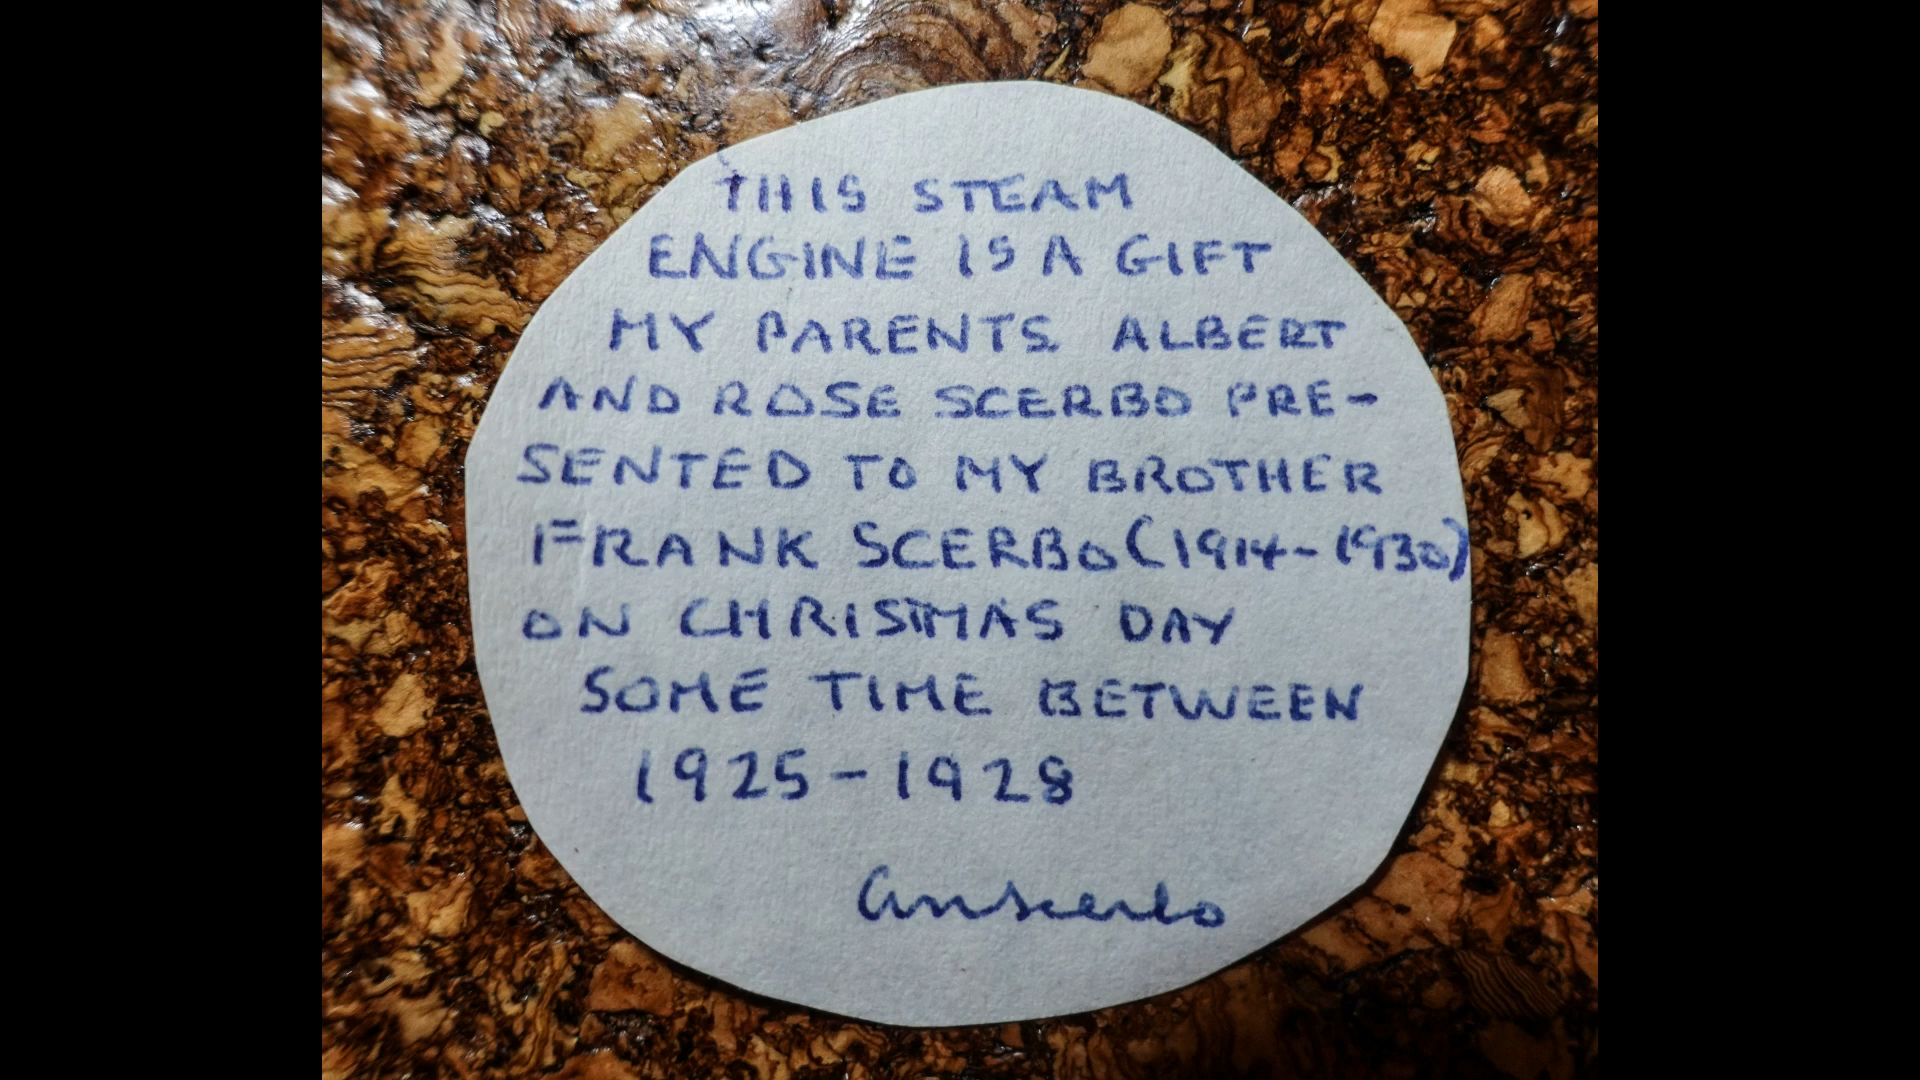 THIS STEAM
ENGINE IS A GIFT
MY PARENTS ALBERT
AND ROSE SCERBO PRE-
SENTED TO MY BROTHER
FRANK SCERBO (1914-1930)
ON CHRISTMAS DAY
SOME TIME BETWEEN
1925-1928